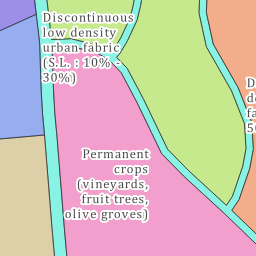 Discontinuous
low density
urban fabric
(S.L. : 10% -
30%)
Permanent
crops
(vineyards,
fruit trees,
olive groves)